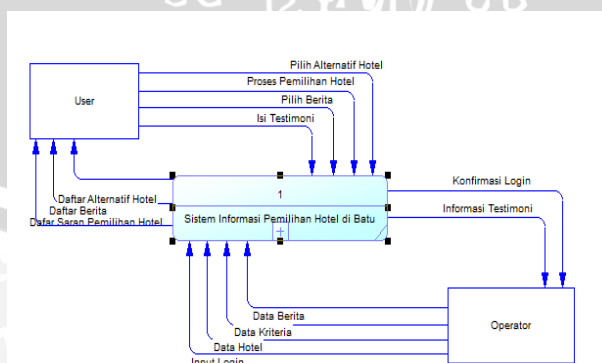 Pilih Alternatif Hotel
Proses Pemilihan Hotel
Pilih Berita
Isi Testimoni
User
Daftar Alternatif Hotel
Daftar Berita
Dafar Saran Pemilihan Hotel
1
Sistem Informasi Pemilihan Hotel di Batu
Konfirmasi Login
Informasi Testimoni
Data Berita
Data Kriteria
Data Hotel
Input Login
Operator